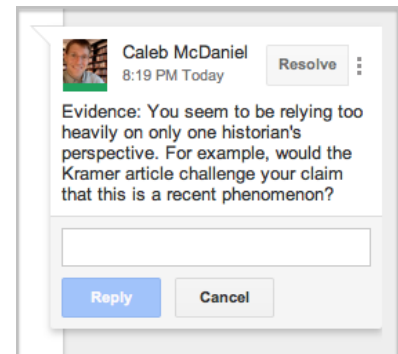 Caleb McDaniel
8:19 PM Today
Resolve
Evidence: You seem to be relying too
heavily on only one historian's
perspective. For example, would the
Kramer article challenge your claim
that this is a recent phenomenon?
Reply
Cancel